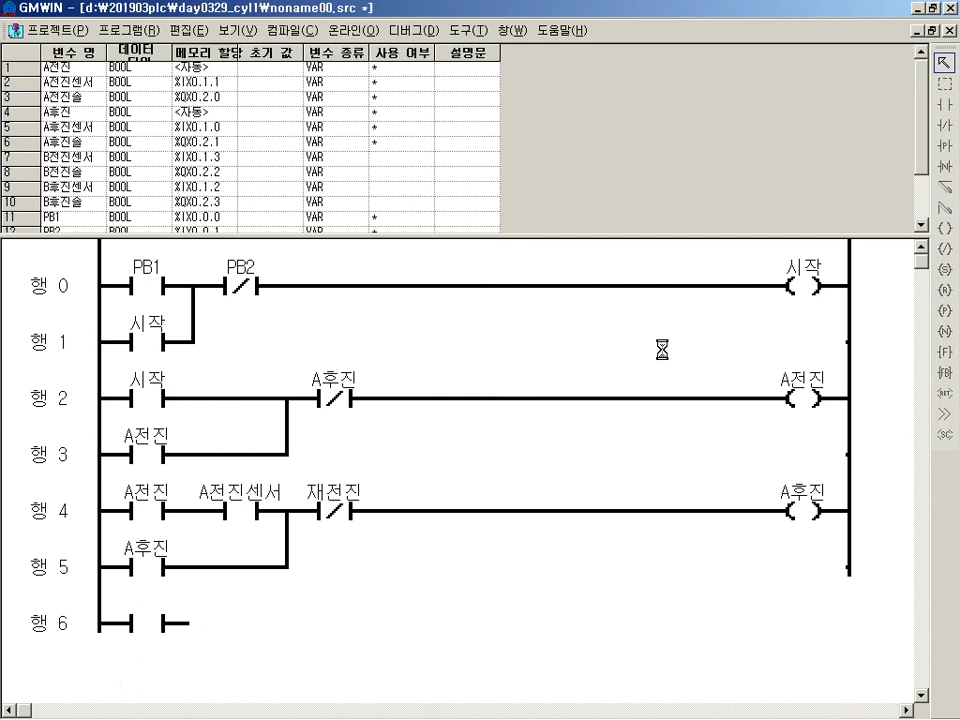 GMWIN - [d:₩201903plc₩day0329_cyl1₩noname00.src *]
프로젝트(P) 프로그램(R) 편집(E) 보기(V) 컴파일(C) 온라인(O) 디버그(D) 도구(T) 창(W) 도움말(H)
변수 명 데이터 타입 메모리 할당 초기 값 변수 종류 사용 여부 설명문
1 A전진 BOOL <자동> VAR *
2 A전진센서 BOOL %IX0.1.1 VAR *
3 A전진솔 BOOL %QX0.2.0 VAR *
4 A후진 BOOL <자동> VAR *
5 A후진센서 BOOL %IX0.1.0 VAR *
6 A후진솔 BOOL %QX0.2.1 VAR *
7 B전진센서 BOOL %IX0.1.3 VAR
8 B전진솔 BOOL %QX0.2.2 VAR
9 B후진센서 BOOL %IX0.1.2 VAR
10 B후진솔 BOOL %QX0.2.3 VAR
11 PB1 BOOL %IX0.0.0 VAR *
12 PB2 BOOL %IX0.0.1 VAR *
PB1 PB2 시작
행 0
시작
행 1
시작 A후진 A전진
행 2
A전진
행 3
A전진 A전진센서 재전진 A후진
행 4
A후진
행 5
행 6